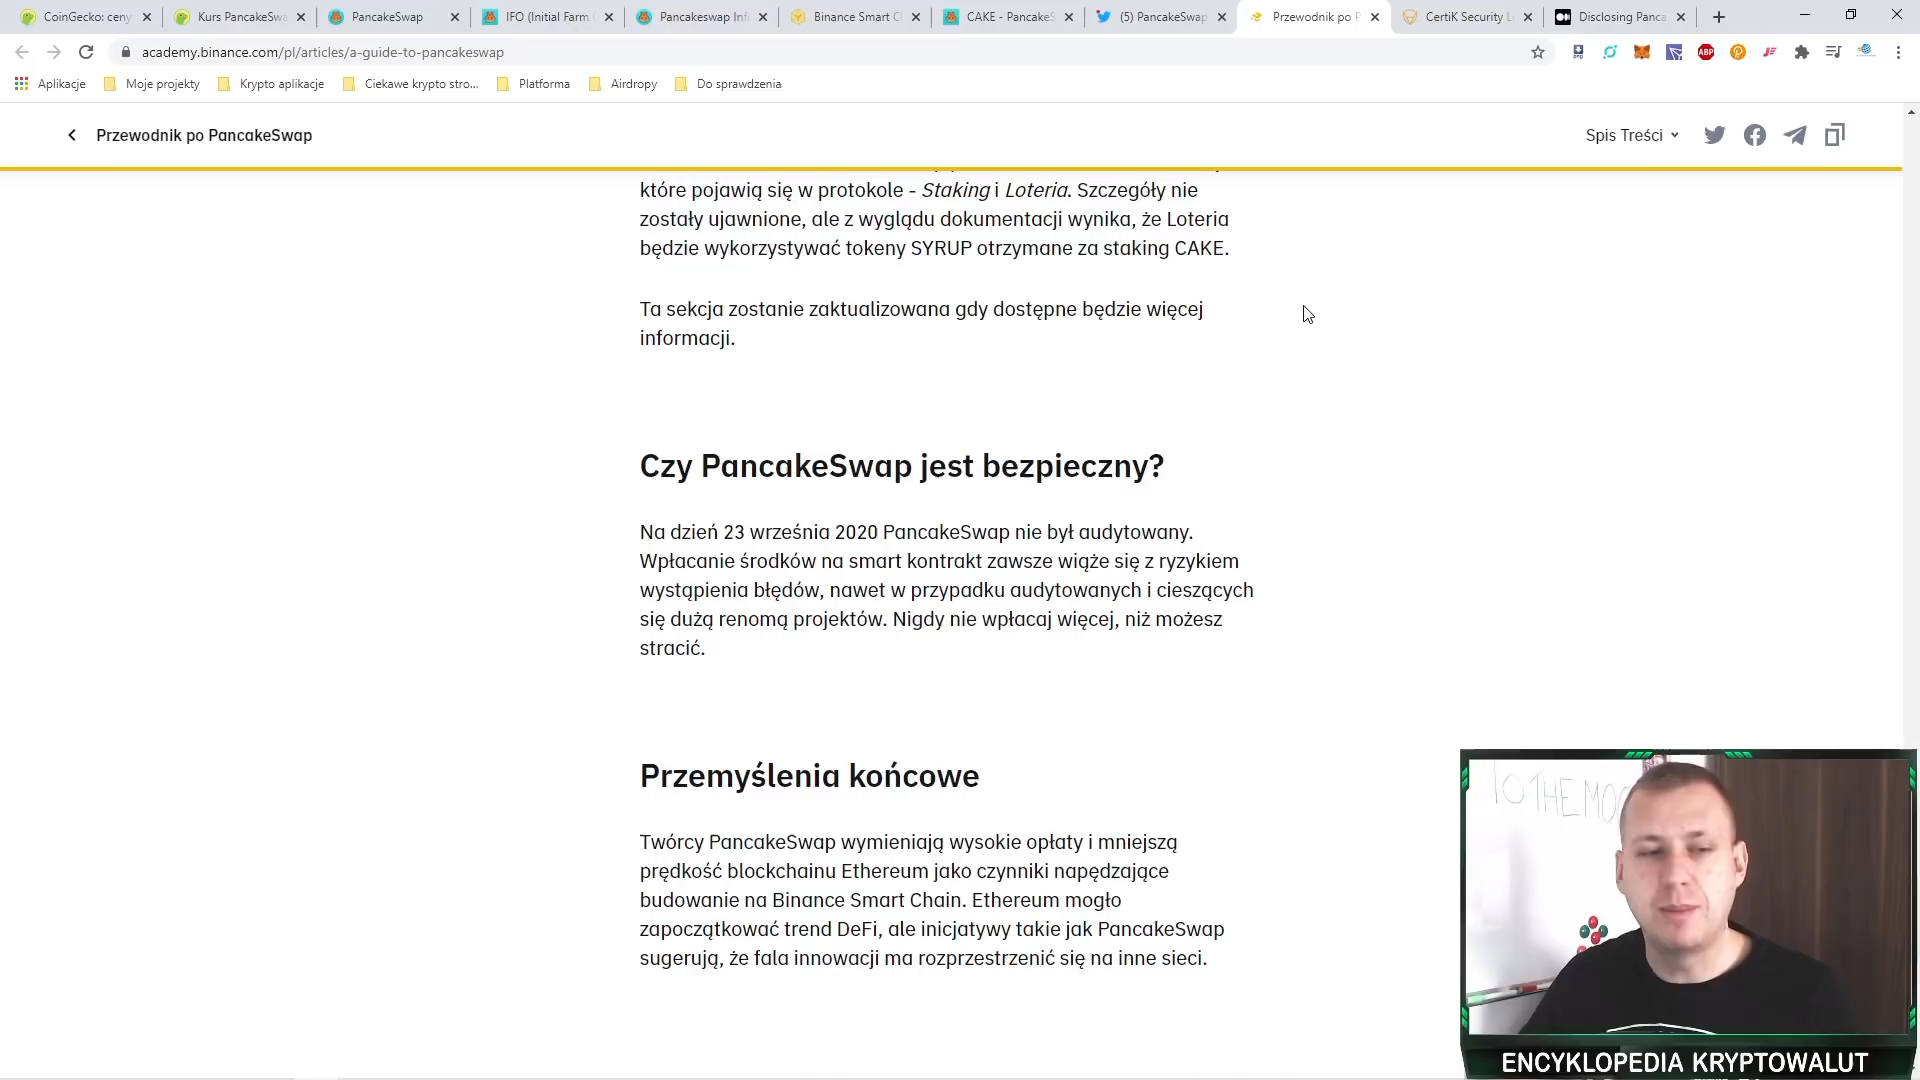 CoinGecko: ceny
Kurs PancakeSwa
PancakeSwap
IFO (Initial Farm
Pancakeswap Inf
Binance Smart C
CAKE - PancakeS
(5) PancakeSwap
Przewodnik po P
CertiK Security L
Disclosing Panca
academy.binance.com/pl/articles/a-guide-to-pancakeswap
ABP
Aplikacje
Moje projekty
Krypto aplikacje
Ciekawe krypto stro...
Platforma
Airdropy
Do sprawdzenia
Przewodnik po PancakeSwap
Spis Treści
które pojawią się w protokole - Staking i Loteria. Szczegóły nie
zostały ujawnione, ale z wyglądu dokumentacji wynika, że Loteria
będzie wykorzystywać tokeny SYRUP otrzymane za staking CAKE.
Ta sekcja zostanie zaktualizowana gdy dostępne będzie więcej
informacji.
Czy PancakeSwap jest bezpieczny?
Na dzień 23 września 2020 PancakeSwap nie był audytowany.
Wpłacanie środków na smart kontrakt zawsze wiąże się z ryzykiem
wystąpienia błędów, nawet w przypadku audytowanych i cieszących
się dużą renomą projektów. Nigdy nie wpłacaj więcej, niż możesz
stracić.
Przemyślenia końcowe
Twórcy PancakeSwap wymieniają wysokie opłaty i mniejszą
prędkość blockchainu Ethereum jako czynniki napędzające
budowanie na Binance Smart Chain. Ethereum mogło
zapoczątkować trend DeFi, ale inicjatywy takie jak PancakeSwap
sugerują, że fala innowacji ma rozprzestrzenić się na inne sieci.
TO THE MOO
ENCYKLOPEDIA KRYPTOWALUT